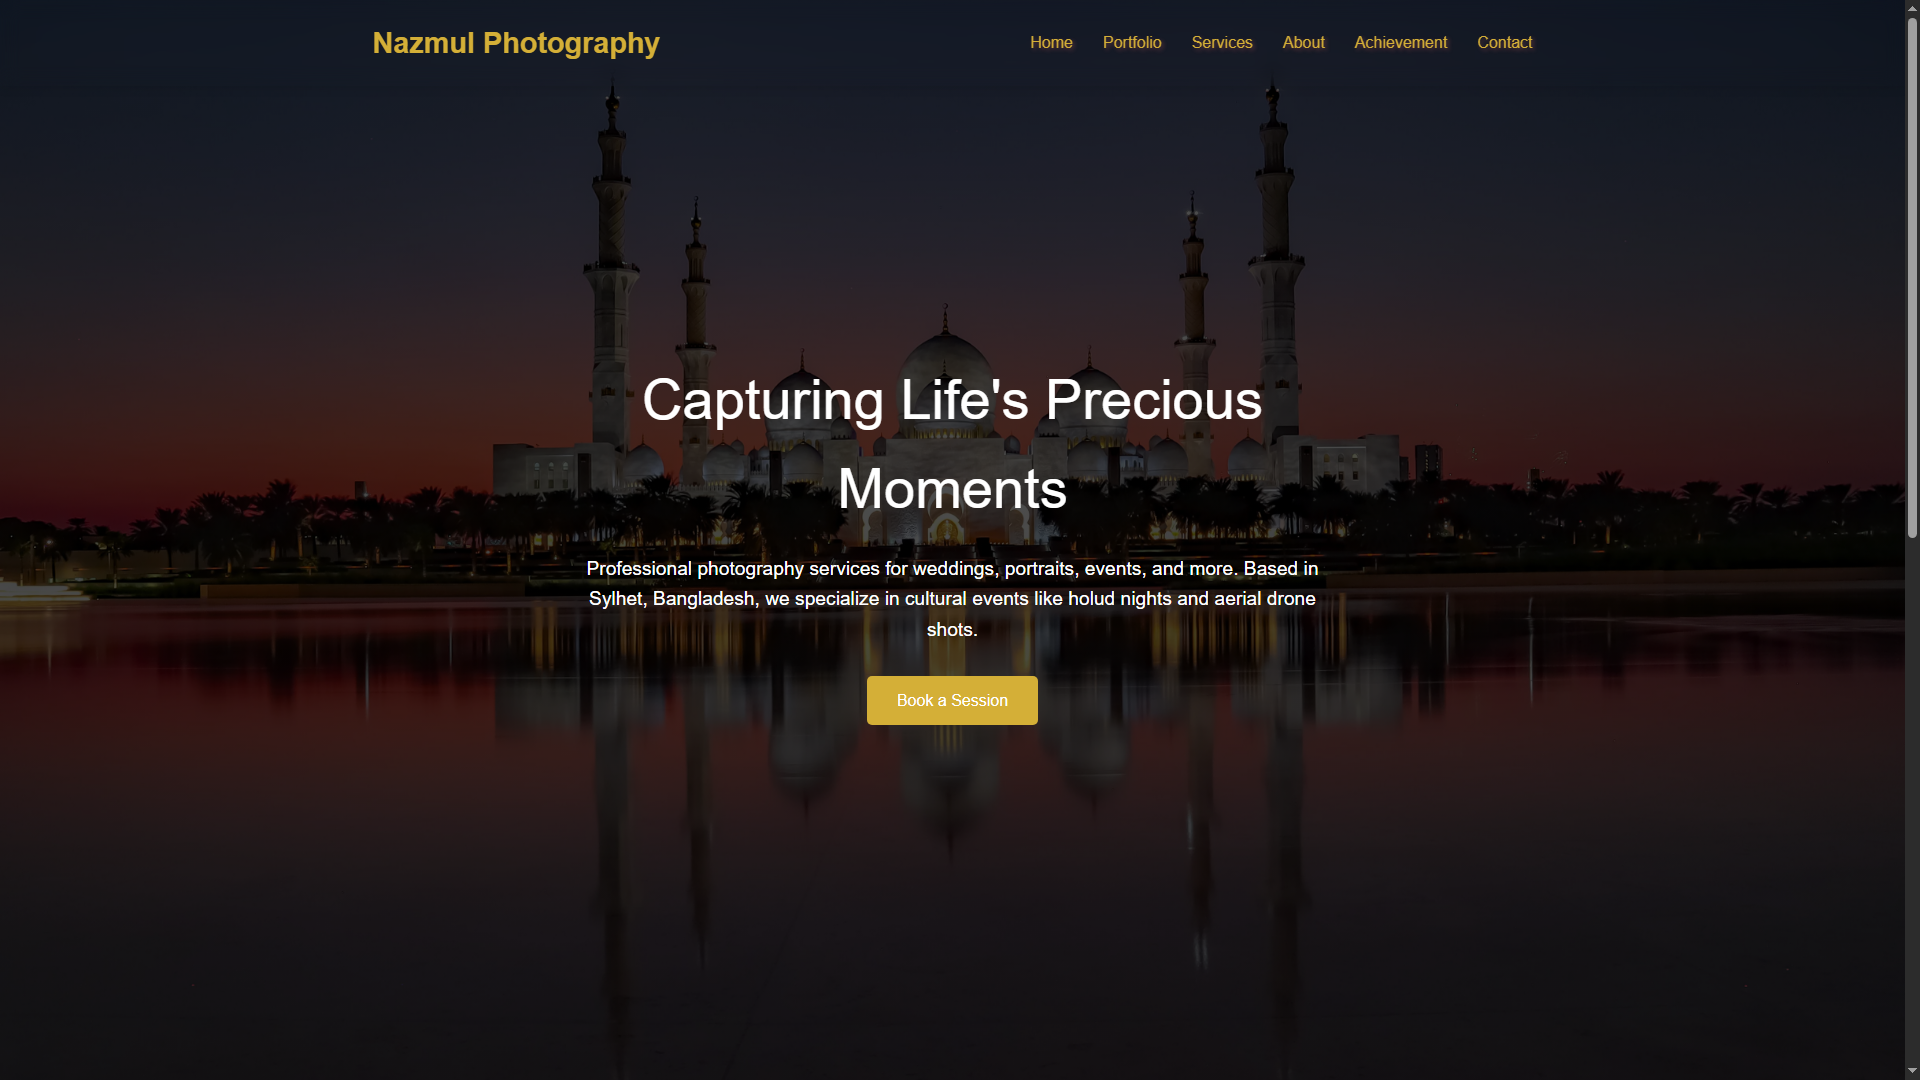 Nazmul Photography
Home Portfolio Services About Achievement Contact
Capturing Life's Precious
Moments
Professional photography services for weddings, portraits, events, and more. Based in
Sylhet, Bangladesh, we specialize in cultural events like holud nights and aerial drone
shots.
Book a Session